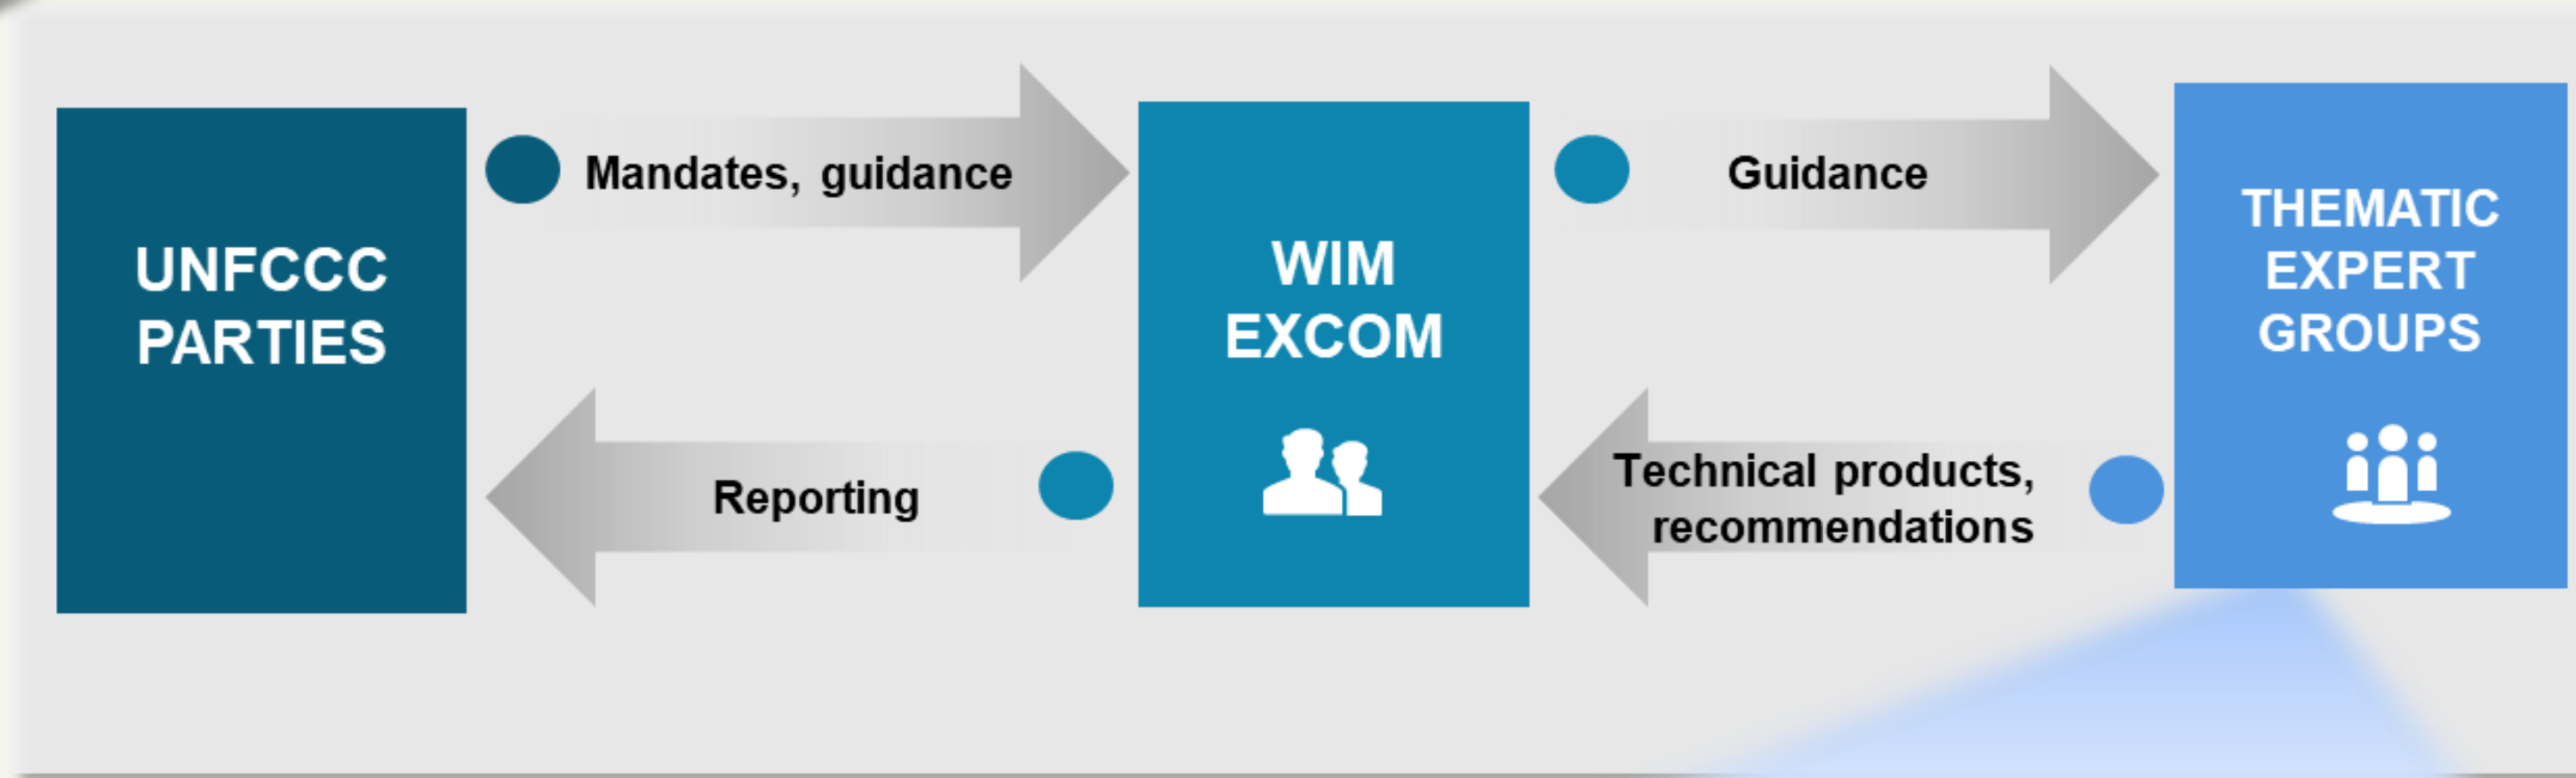 UNFCCC
PARTIES
Mandates, guidance
Reporting
WIM
EXCOM
Guidance
Technical products,
recommendations
THEMATIC
EXPERT
GROUPS